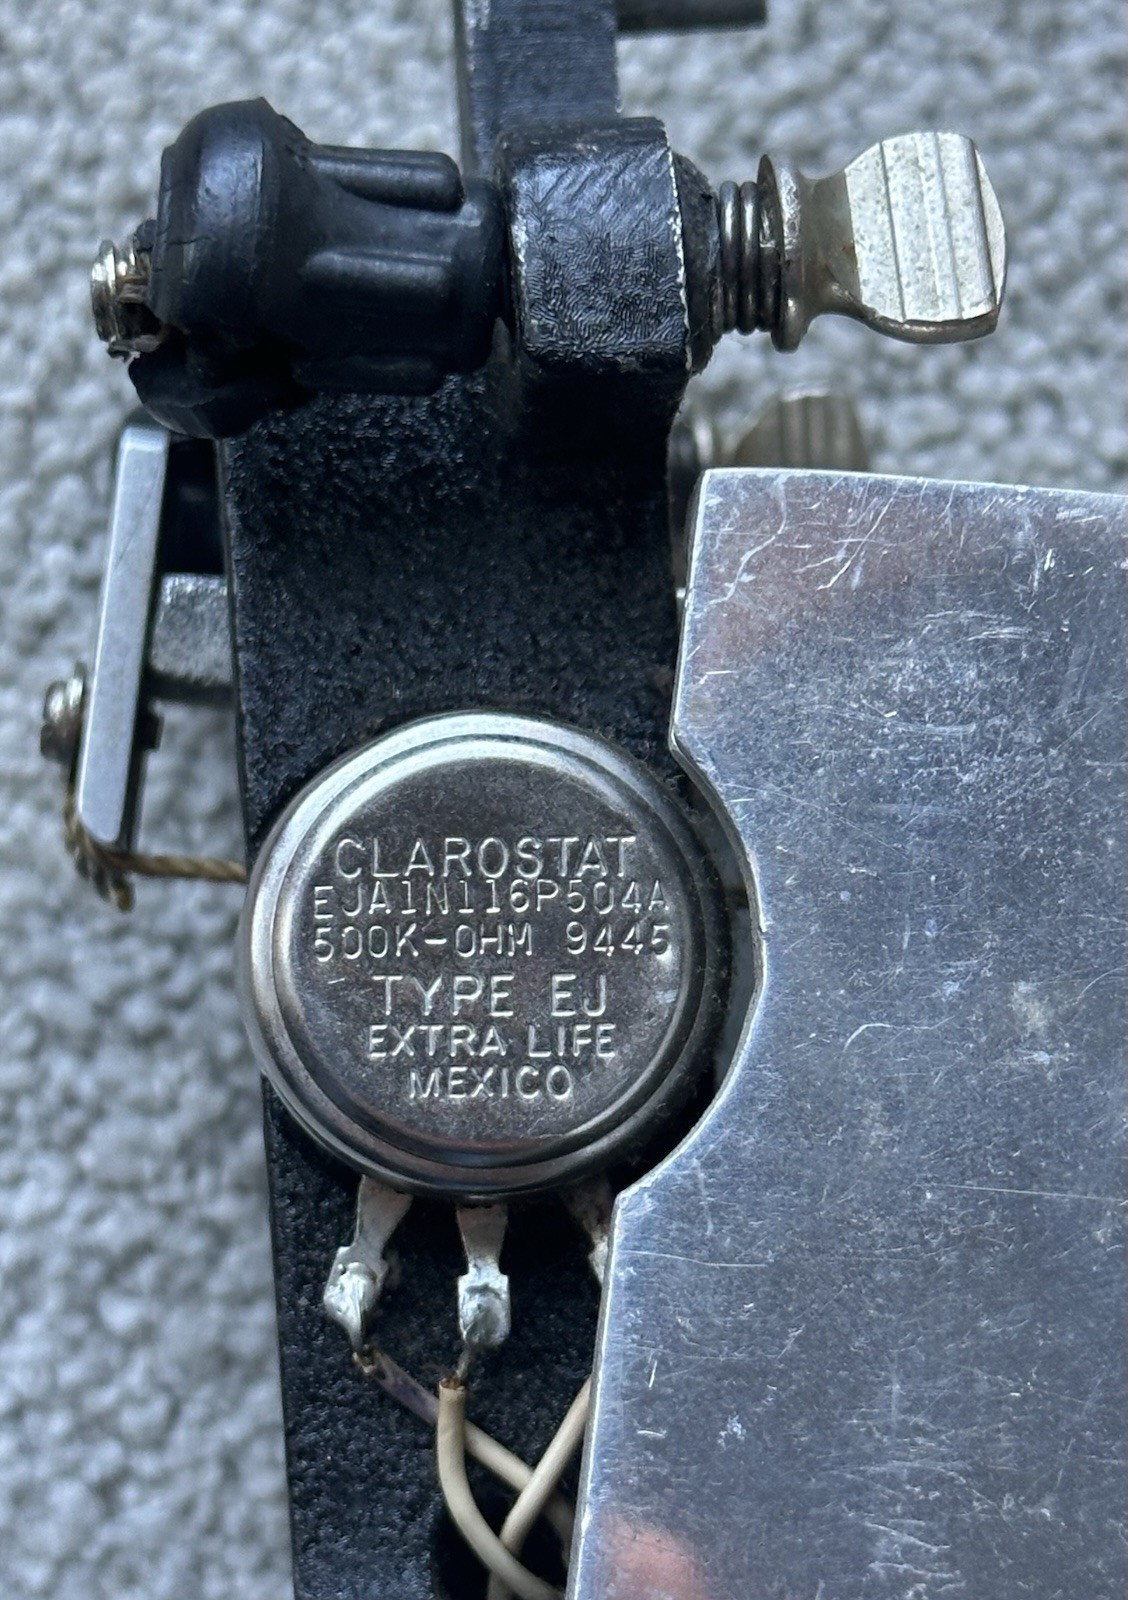 CLAROSTAT
EJA1N116P504A
500K-OHM 9445
TYPE EJ
EXTRA LIFE
MEXICO